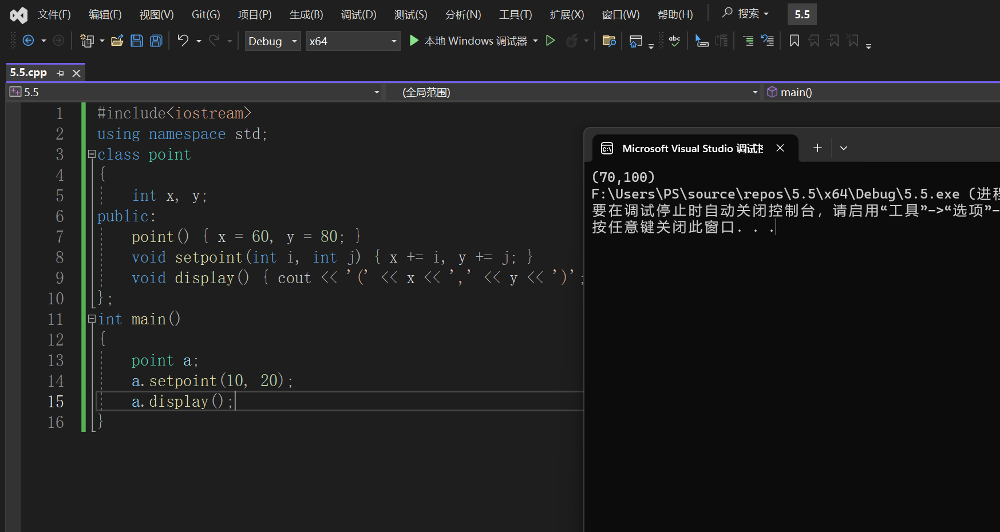 文件(F) 编辑(E) 视图(V) Git(G) 项目(P) 生成(B) 调试(D) 测试(S) 分析(N) 工具(T) 扩展(X) 窗口(W) 帮助(H) 搜索 5.5
Debug x64 本地 Windows 调试器 abc
5.5.cpp
5.5 (全局范围) main()
1 #include<iostream>
2 using namespace std;
3 class point
4 {
5 int x, y;
6 public:
7 point() { x = 60, y = 80; }
8 void setpoint(int i, int j) { x += i, y += j; }
9 void display() { cout << '(' << x << ',' << y << ')';
10 };
11 int main()
12 {
13 point a;
14 a.setpoint(10, 20);
15 a.display();
16 }
Microsoft Visual Studio 调试
(70,100)
F:\Users\PS\source\repos\5.5\x64\Debug\5.5.exe (进程
要在调试停止时自动关闭控制台, 请启用“工具”->“选项”-
按任意键关闭此窗口. . .